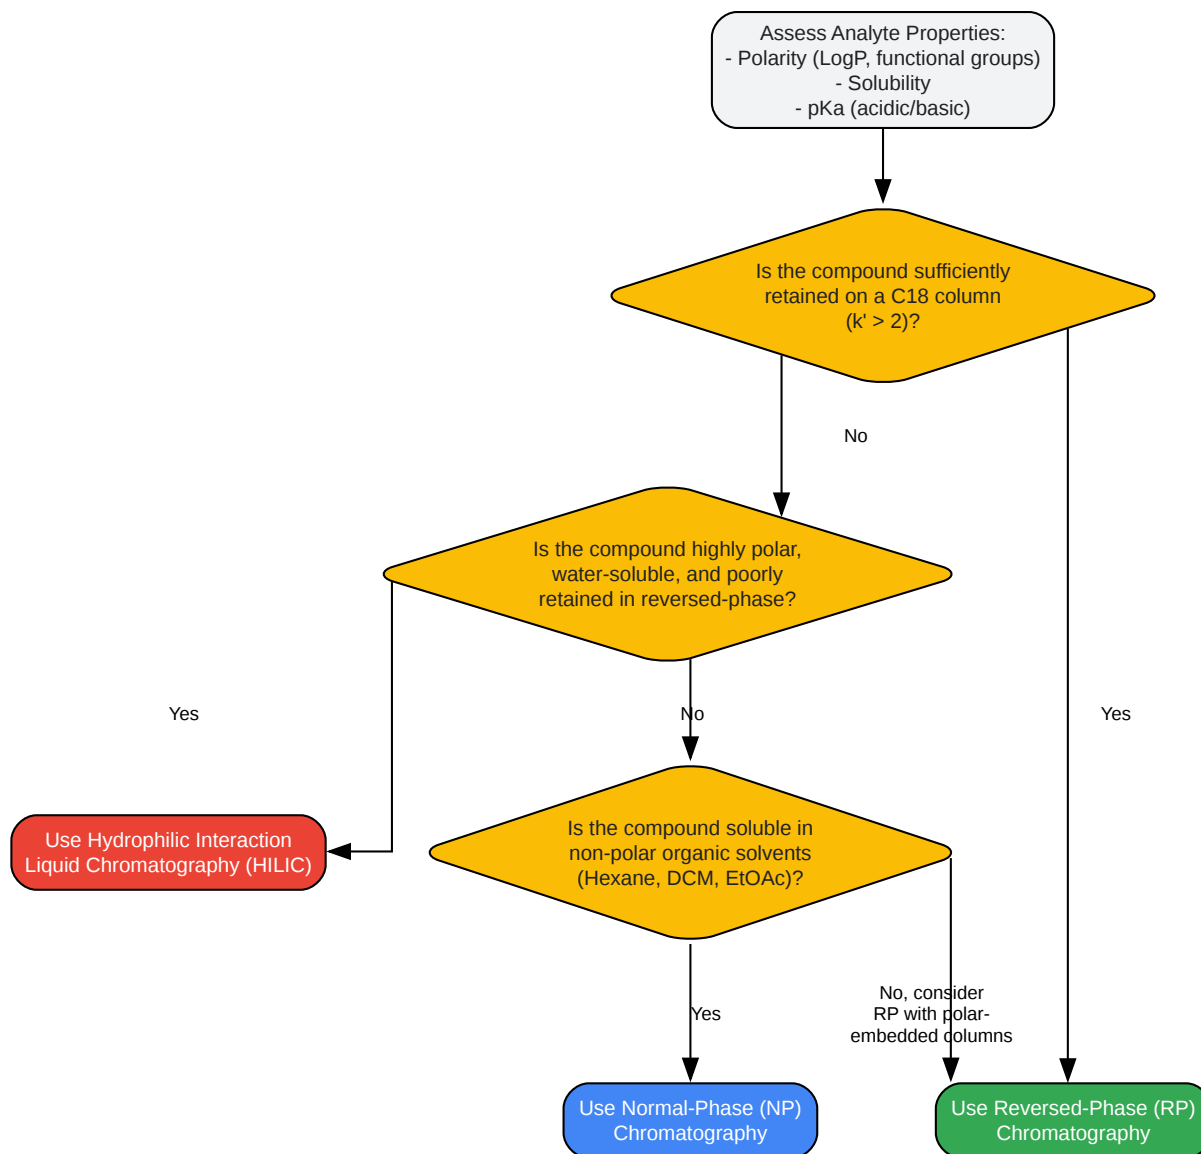 Assess Analyte Properties:
- Polarity (LogP, functional groups)
- Solubility
- pKa (acidic/basic)
Is the compound sufficiently
retained on a C18 column
(k' > 2)?
No
Is the compound highly polar,
water-soluble, and poorly
retained in reversed-phase?
Yes
No
Yes
Use Hydrophilic Interaction
Liquid Chromatography (HILIC)
Is the compound soluble in
non-polar organic solvents
(Hexane, DCM, EtOAc)?
Yes
No, consider
RP with polar-
embedded columns
Use Normal-Phase (NP)
Chromatography
Use Reversed-Phase (RP)
Chromatography